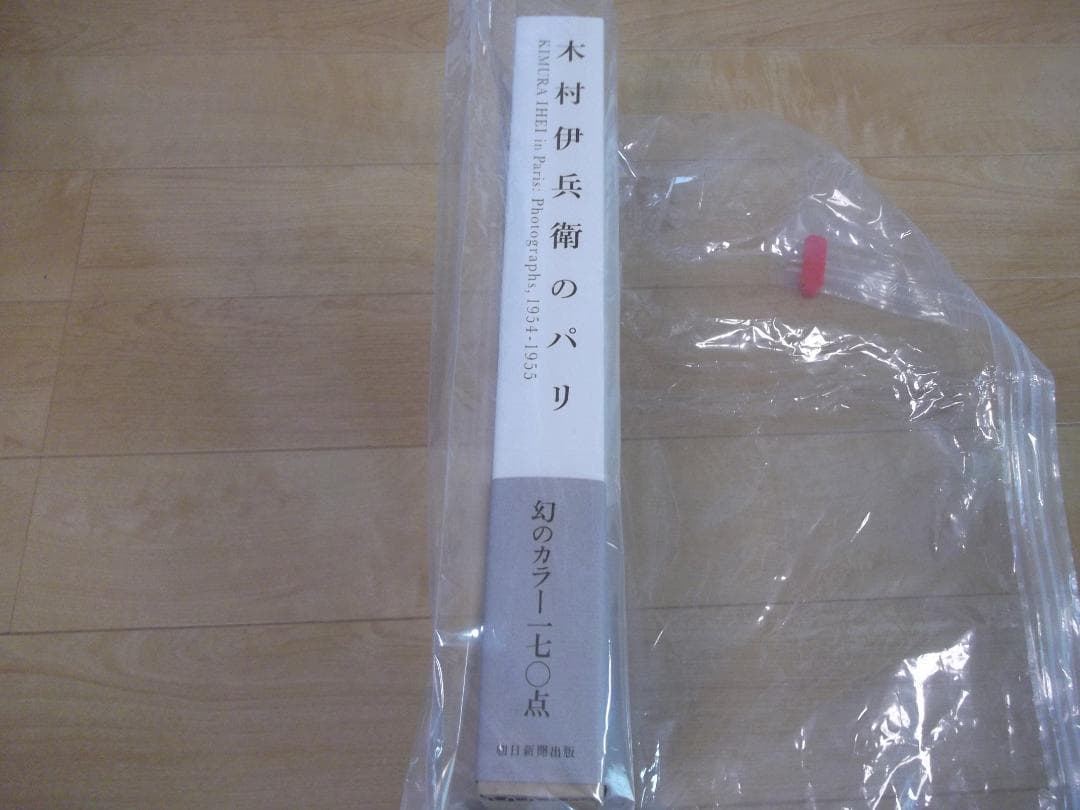 木村伊兵衛のパリ
KIMURA IHEI in Paris: Photographs, 1954-1955
幻のカラー一七〇点
朝日新聞出版